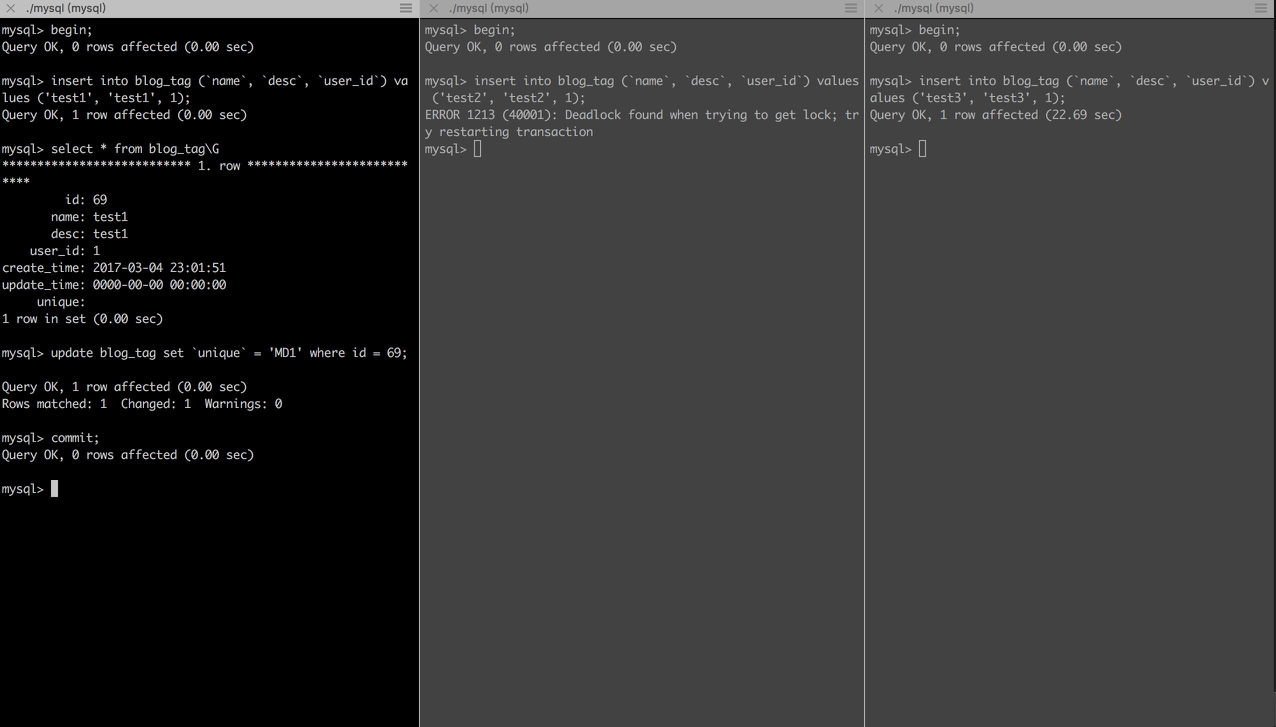 ./mysql (mysql)
mysql> begin;
Query OK, 0 rows affected (0.00 sec)
mysql> insert into blog_tag (`name`, `desc`, `user_id`) va
lues ('test1', 'test1', 1);
Query OK, 1 row affected (0.00 sec)
mysql> select * from blog_tag\G
*************************** 1. row ***********************
****
id: 69
name: test1
desc: test1
user_id: 1
create_time: 2017-03-04 23:01:51
update_time: 0000-00-00 00:00:00
unique:
1 row in set (0.00 sec)
mysql> update blog_tag set `unique` = 'MD1' where id = 69;
Query OK, 1 row affected (0.00 sec)
Rows matched: 1  Changed: 1  Warnings: 0
mysql> commit;
Query OK, 0 rows affected (0.00 sec)
mysql>
./mysql (mysql)
mysql> begin;
Query OK, 0 rows affected (0.00 sec)
mysql> insert into blog_tag (`name`, `desc`, `user_id`) values
('test2', 'test2', 1);
ERROR 1213 (40001): Deadlock found when trying to get lock; tr
y restarting transaction
mysql>
./mysql (mysql)
mysql> begin;
Query OK, 0 rows affected (0.00 sec)
mysql> insert into blog_tag (`name`, `desc`, `user_id`) v
alues ('test3', 'test3', 1);
Query OK, 1 row affected (22.69 sec)
mysql>